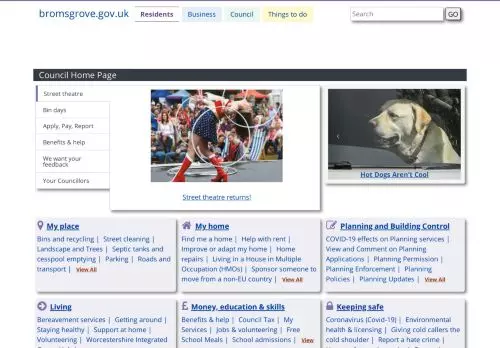 bromsgrove.gov.uk
Residents
Business
Council
Things to do
Search
GO
Council Home Page
Street theatre
Bin days
Apply, Pay, Report
Benefits & help
We want your
feedback
Your Councillors
Street theatre returns!
Hot Dogs Aren't Cool
My place
Bins and recycling | Street cleaning |
Landscape and Trees | Septic tanks and
cesspool emptying | Parking | Roads and
transport | View All
My home
Find me a home | Help with rent |
Improve or adapt my home | Home
repairs | Living in a House in Multiple
Occupation (HMOs) | Sponsor someone to
move from a non-EU country | View All
Planning and Building Control
COVID-19 effects on Planning services |
View and Comment on Planning
Applications | Planning Permission |
Planning Enforcement | Planning
Policies | Planning Updates | View All
Living
Bereavement services | Getting around |
Staying healthy | Support at home |
Volunteering | Worcestershire Integrated
Money, education & skills
Benefits & help | Council Tax | My
Services | Jobs & volunteering | Free
School Meals | School admissions | View
Keeping safe
Coronavirus (Covid-19) | Environmental
health & licensing | Giving cold callers the
cold shoulder | Report a hate crime |